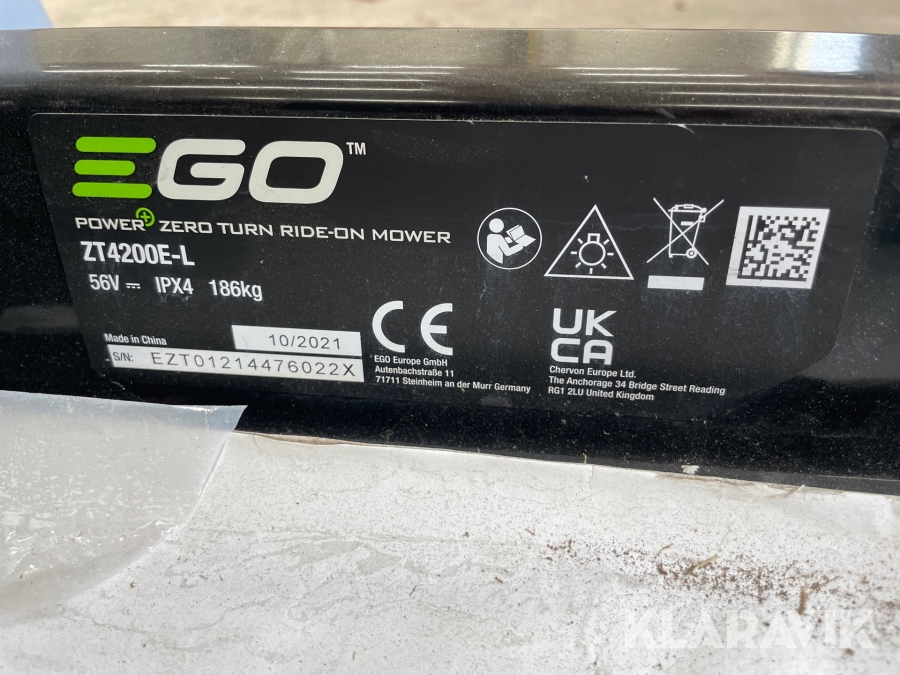 EGO™
POWER+ ZERO TURN RIDE-ON MOWER
ZT4200E-L
56V ⎓ IPX4 186kg
Made in China 10/2021
S/N: EZT01214476022X
CE
EGO Europe GmbH
Autenbachstraße 11
71711 Steinheim an der Murr Germany
UK
CA
Chervon Europe Ltd.
The Anchorage 34 Bridge Street Reading
RG1 2LU United Kingdom
KLARAVIK